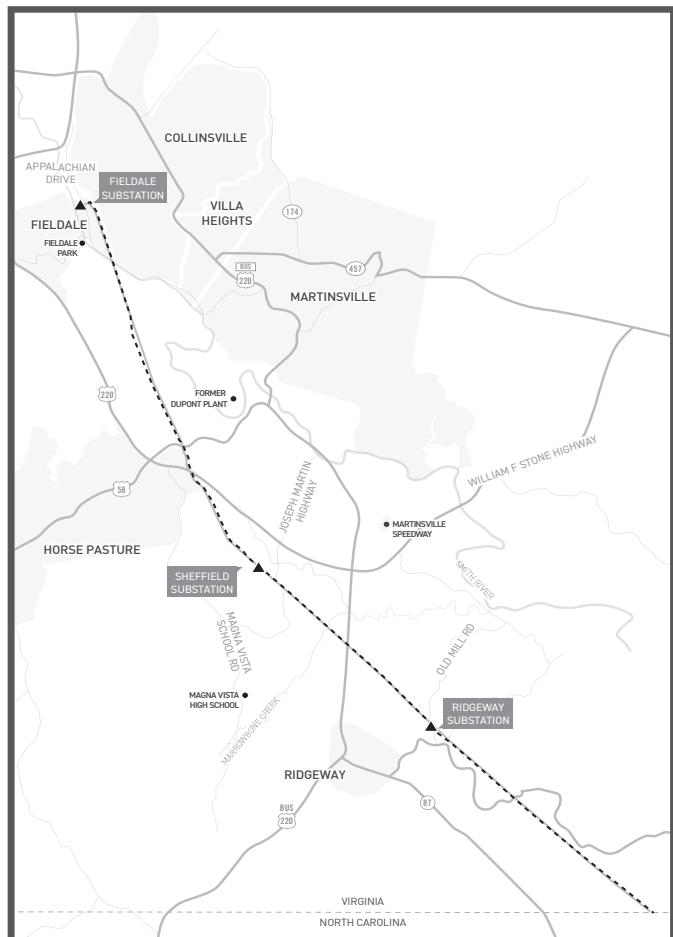 COLLINSVILLE
APPALACHIAN
DRIVE
FIELDALE
SUBSTATION
VILLA
HEIGHTS
174
FIELDALE
FIELDALE
PARK
BUS
220
457
MARTINSVILLE
220
FORMER
DUPONT PLANT
WILLIAM F STONE HIGHWAY
58
JOSEPH MARTIN
HIGHWAY
MARTINSVILLE
SPEEDWAY
HORSE PASTURE
SHEFFIELD
SUBSTATION
SMITH RIVER
MAGNA VISTA
SCHOOL RD
OLD MILL RD
MAGNA VISTA
HIGH SCHOOL
MARROWBONE CREEK
RIDGEWAY
SUBSTATION
RIDGEWAY
BUS
220
87
VIRGINIA
NORTH CAROLINA